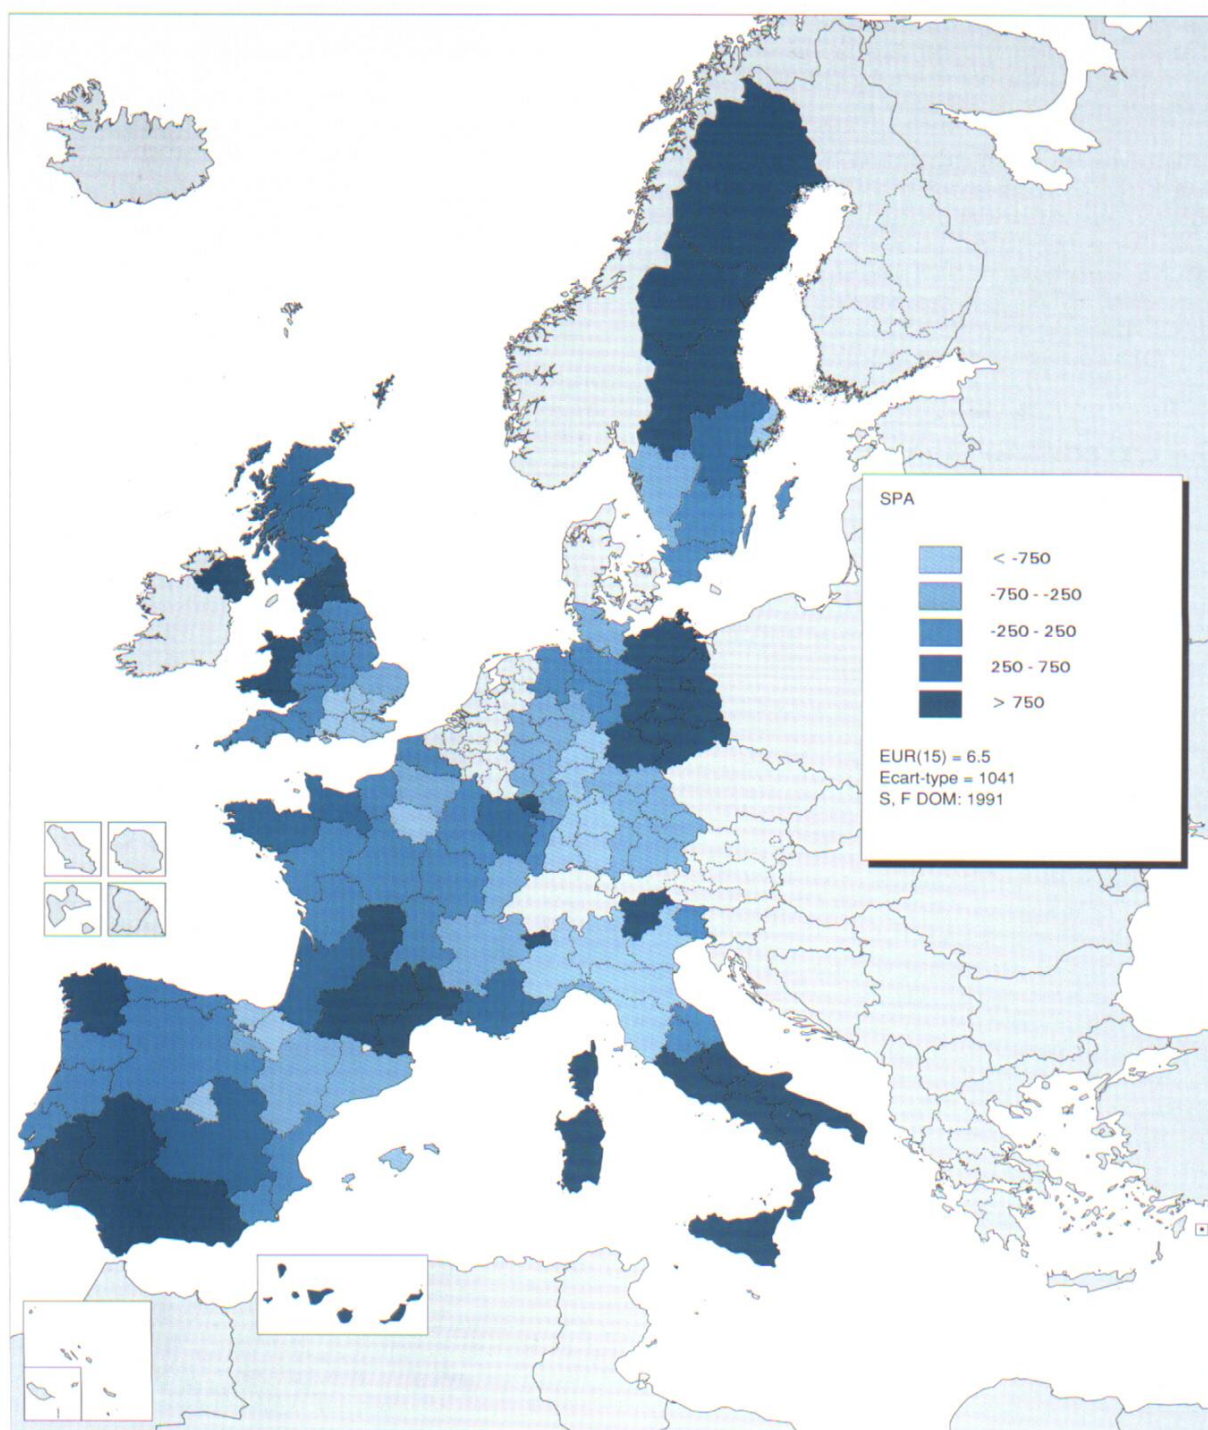 SPA
< -750
-750 - -250
-250 - 250
250 - 750
> 750
EUR(15) = 6.5
Ecart-type = 1041
S, F DOM: 1991